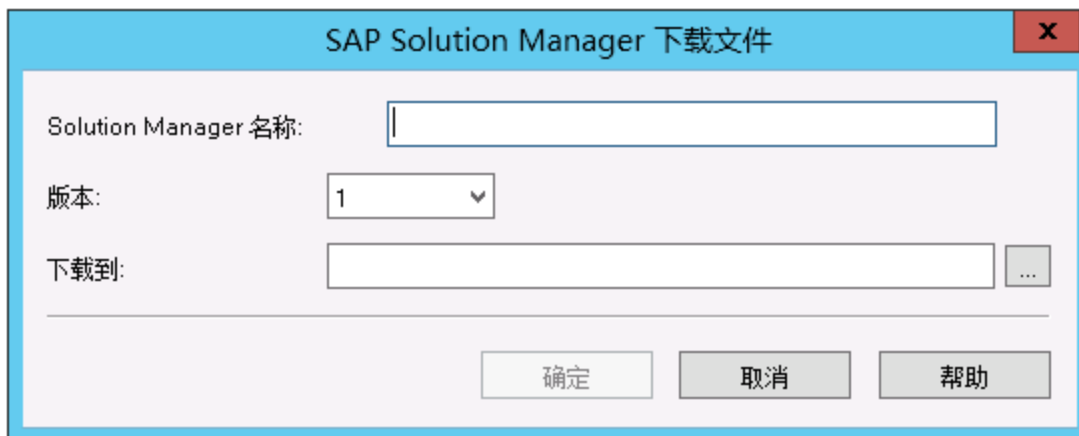 SAP Solution Manager 下载文件
x
Solution Manager 名称:
版本:
1
下载到:
...
确定
取消
帮助